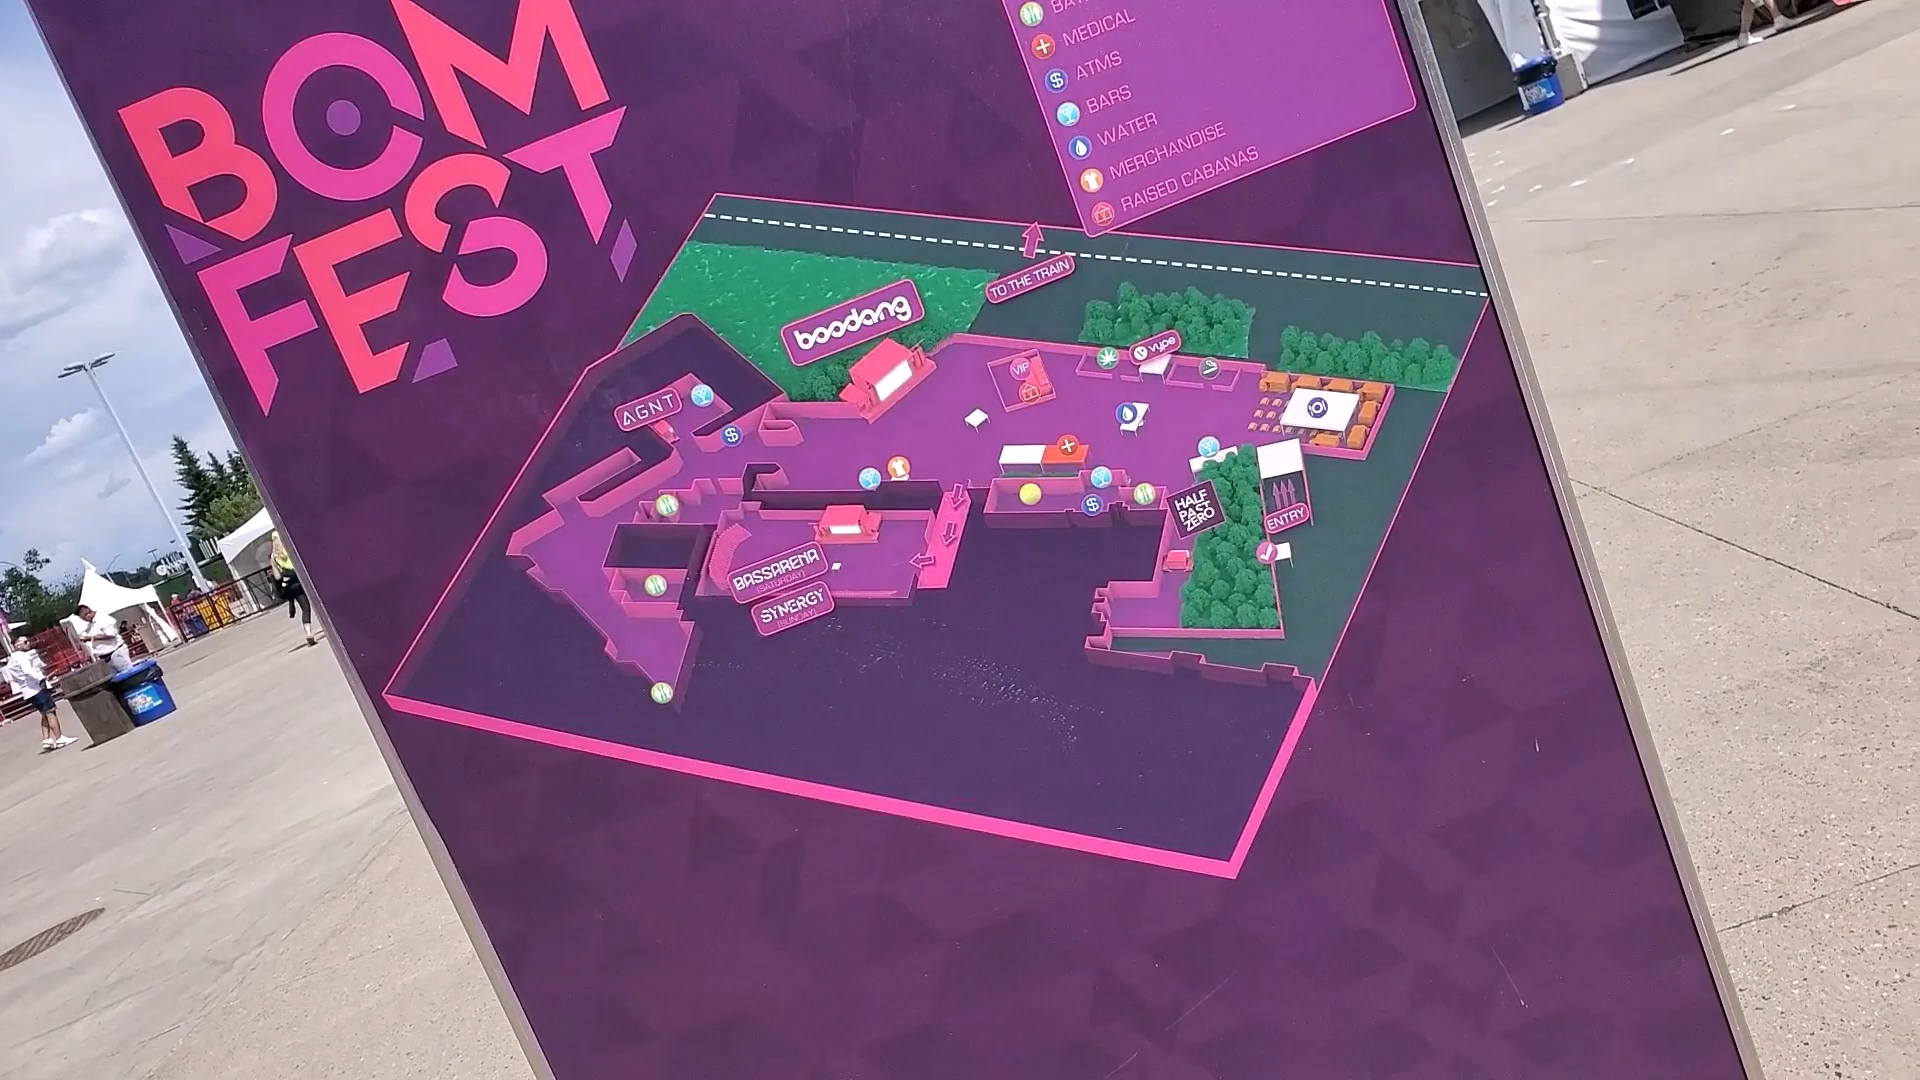 BOM
FEST
MEDICAL
ATMS
BARS
WATER
MERCHANDISE
RAISED CABANAS
TO THE TRAIN
boodang
vype
VIP
AGNT
HALF
PAST
ZERO
ENTRY
BASSARENA
(SATURDAY)
SYNERGY
(SUNDAY)